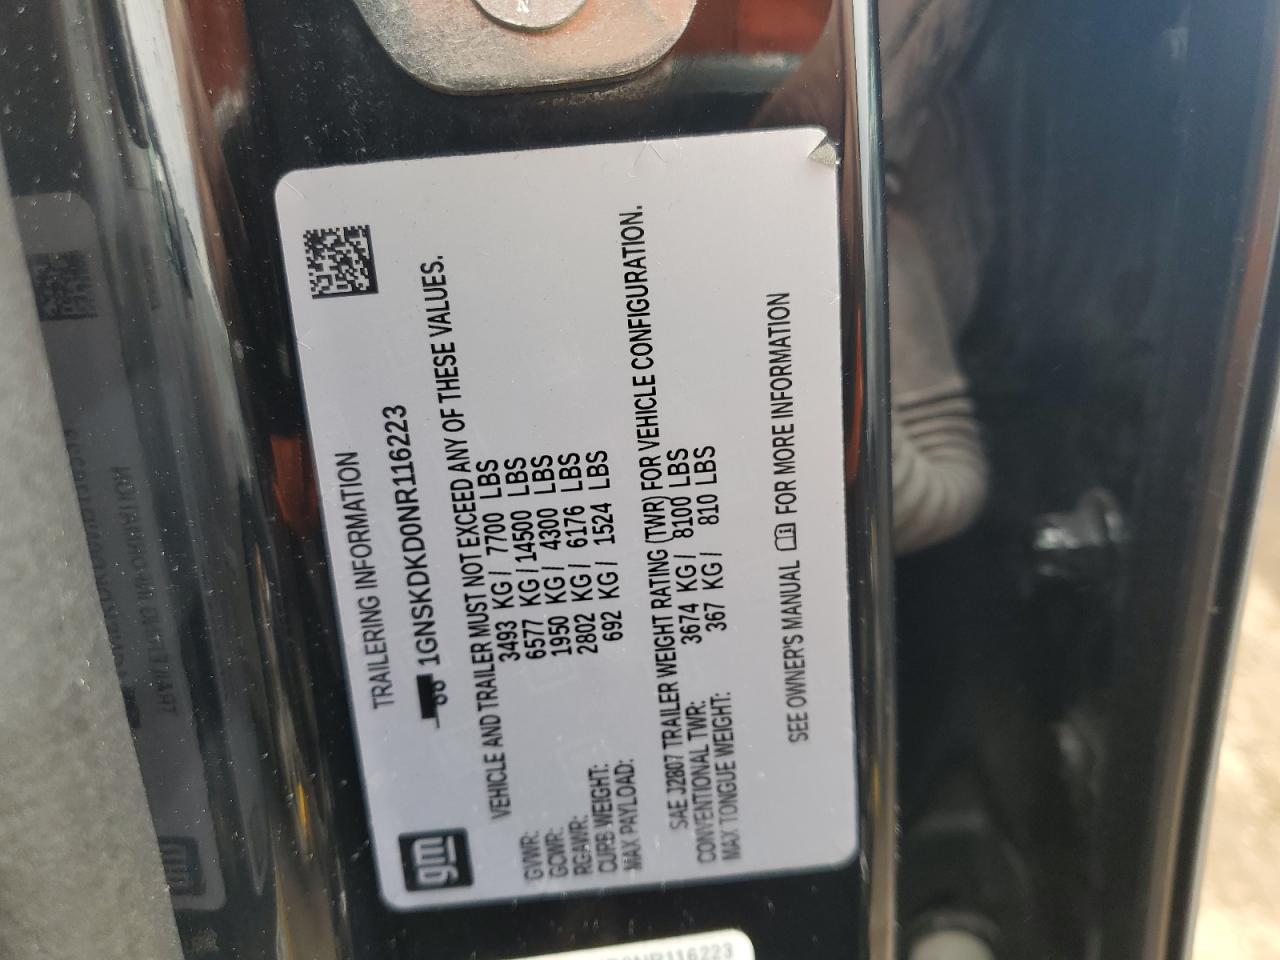 gm
TRAILERING INFORMATION
1GNSKDKD0NR116223
VEHICLE AND TRAILER MUST NOT EXCEED ANY OF THESE VALUES.
GVWR: 3493 KG / 7700 LBS
GCWR: 6577 KG / 14500 LBS
RGAWR: 1950 KG / 4300 LBS
CURB WEIGHT: 2802 KG / 6176 LBS
MAX PAYLOAD: 692 KG / 1524 LBS
SAE J2807 TRAILER WEIGHT RATING (TWR) FOR VEHICLE CONFIGURATION.
CONVENTIONAL TWR: 3674 KG / 8100 LBS
MAX TONGUE WEIGHT: 367 KG / 810 LBS
SEE OWNER'S MANUAL FOR MORE INFORMATION
NR116223